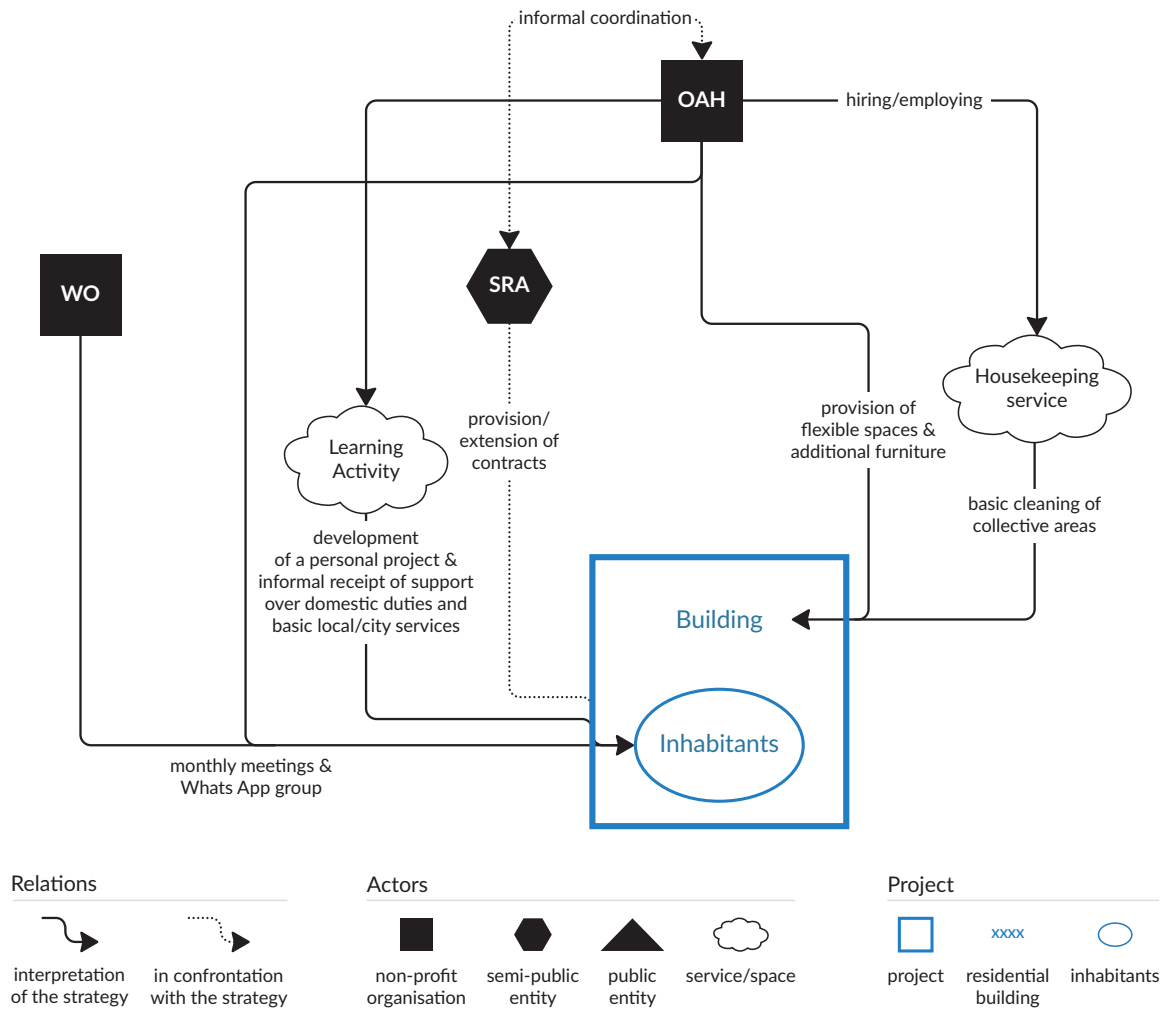 informal coordination
OAH
hiring/employing
WO
SRA
Housekeeping
service
provision of
flexible spaces &
additional furniture
provision/
extension of
contracts
Learning
Activity
basic cleaning of
collective areas
development
of a personal project &
informal receipt of support
over domestic duties and
basic local/city services
Building
Inhabitants
monthly meetings &
Whats App group
Relations
interpretation
of the strategy
in confrontation
with the strategy
Actors
non-profit
organisation
semi-public
entity
public
entity
service/space
Project
project
xxxx
residential
building
inhabitants